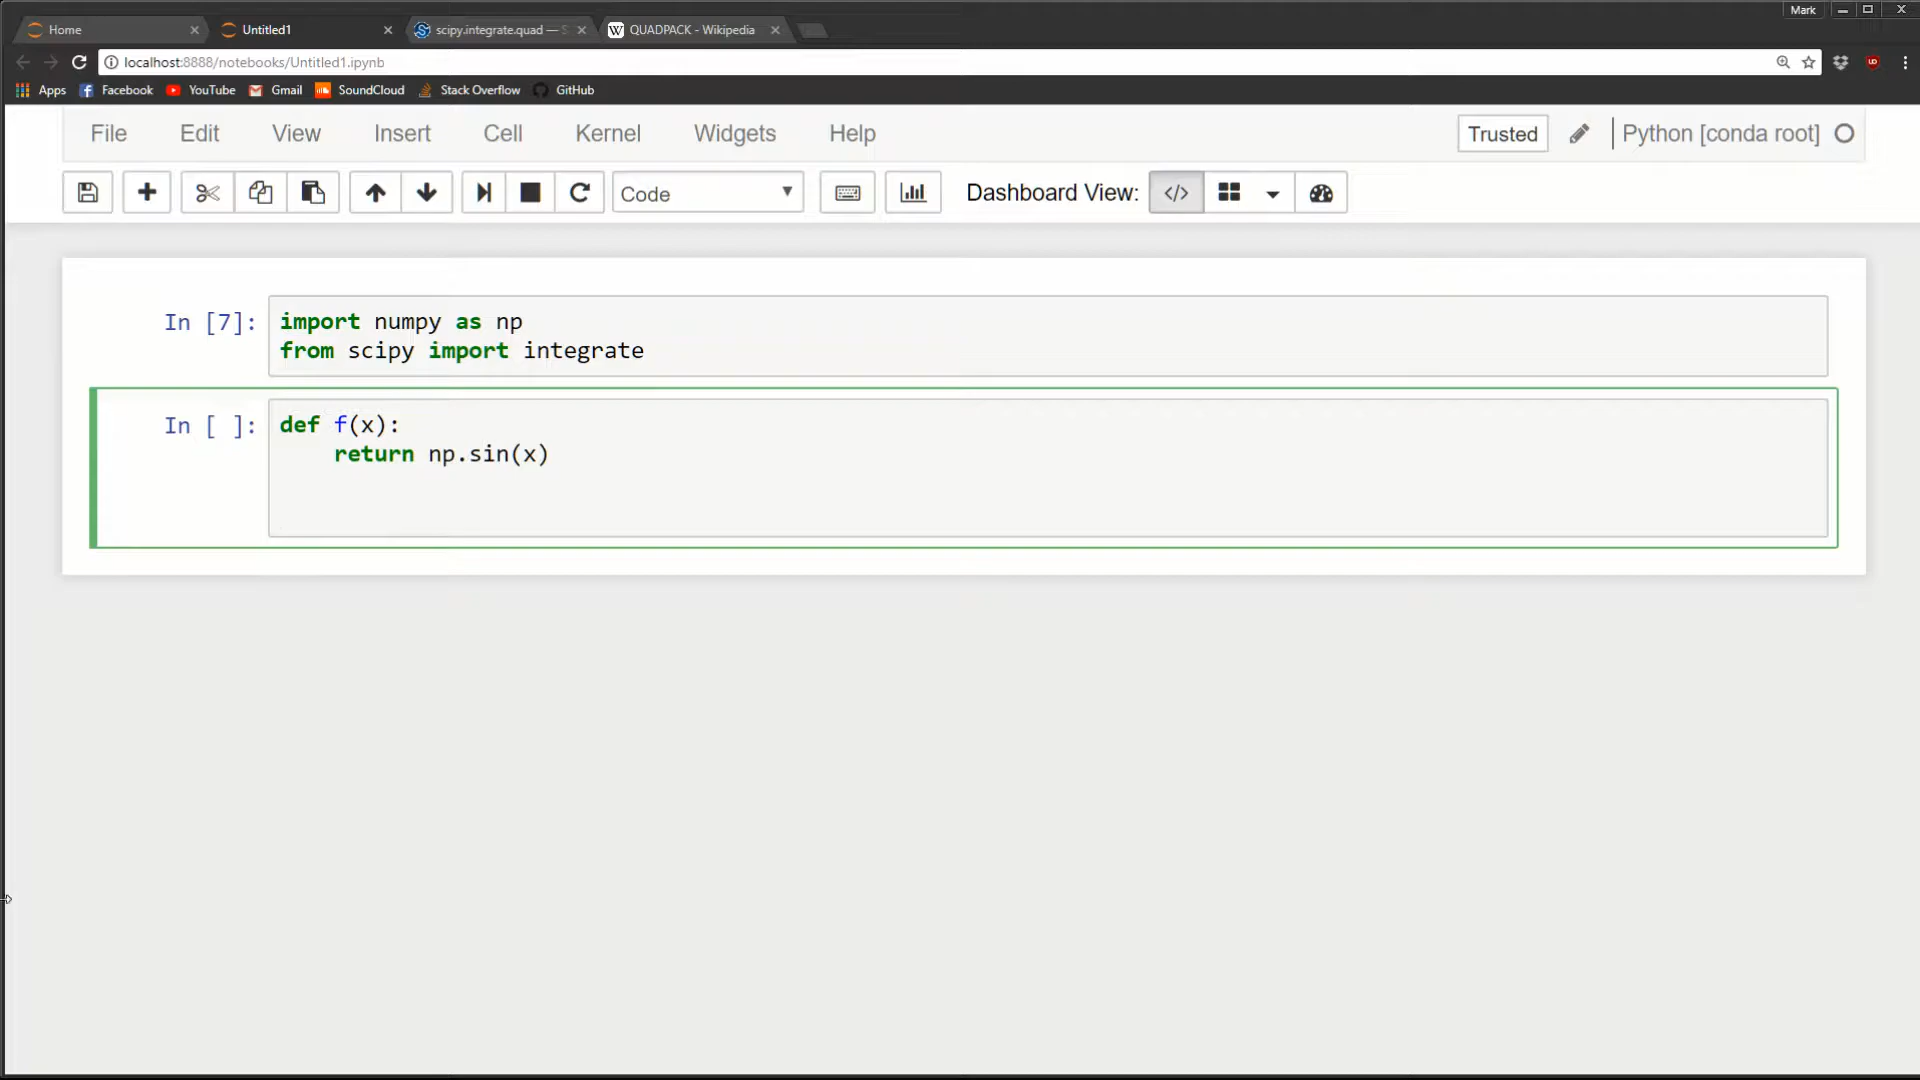 Mark
Home
Untitled1
scipy.integrate.quad — S
QUADPACK - Wikipedia
localhost:8888/notebooks/Untitled1.ipynb
Apps Facebook YouTube Gmail SoundCloud Stack Overflow GitHub
File Edit View Insert Cell Kernel Widgets Help Trusted Python [conda root]
Code Dashboard View: </>
In [7]: import numpy as np
from scipy import integrate
In [ ]: def f(x):
return np.sin(x)